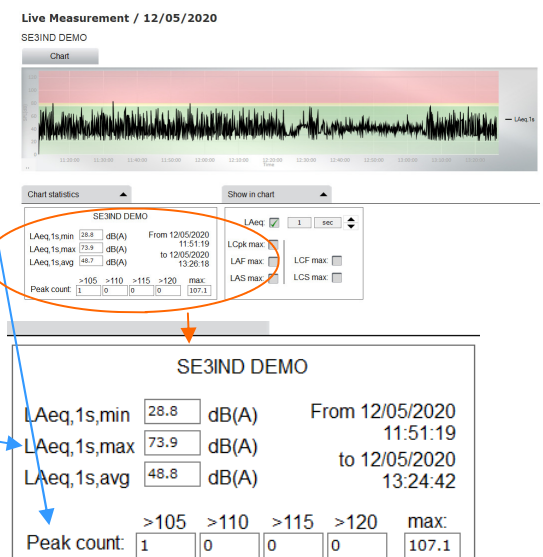 Live Measurement / 12/05/2020
SE3IND DEMO
Chart
LAeq,1s
Time
Chart statistics
Show in chart
SE3IND DEMO
LAeq,1s,min 28.8 dB(A) From 12/05/2020
11:51:19
LAeq,1s,max 73.9 dB(A)
to 12/05/2020
LAeq,1s,avg 48.7 dB(A) 13:26:18
>105 >110 >115 >120 max:
Peak count: 1 0 0 0 107.1
LAeq: 1 sec
LCpk max:
LAF max: LCF max:
LAS max: LCS max:
SE3IND DEMO
LAeq,1s,min 28.8 dB(A) From 12/05/2020
11:51:19
LAeq,1s,max 73.9 dB(A)
to 12/05/2020
LAeq,1s,avg 48.8 dB(A) 13:24:42
>105 >110 >115 >120 max:
Peak count: 1 0 0 0 107.1